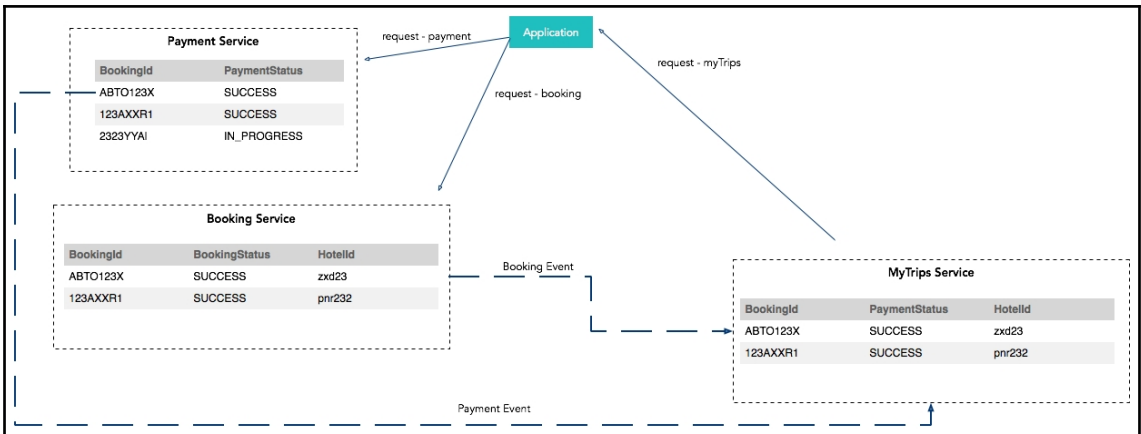 Application
request - payment
request - myTrips
request - booking
Payment Service
BookingId PaymentStatus
ABTO123X SUCCESS
123AXXR1 SUCCESS
2323YYAI IN_PROGRESS
Booking Service
BookingId BookingStatus HotelId
ABTO123X SUCCESS zxd23
123AXXR1 SUCCESS pnr232
Booking Event
MyTrips Service
BookingId PaymentStatus HotelId
ABTO123X SUCCESS zxd23
123AXXR1 SUCCESS pnr232
Payment Event